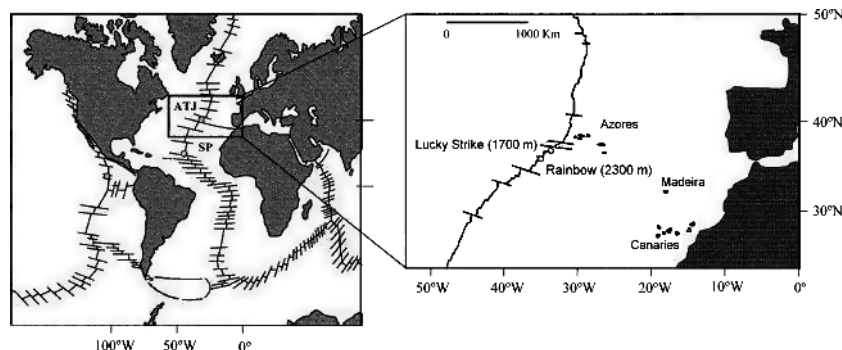 ATJ
SP
100°W 50°W 0°
0 1000 Km
50°N
40°N
30°N
Azores
Lucky Strike (1700 m)
Rainbow (2300 m)
Madeira
Canaries
50°W 40°W 30°W 20°W 10°W 0°